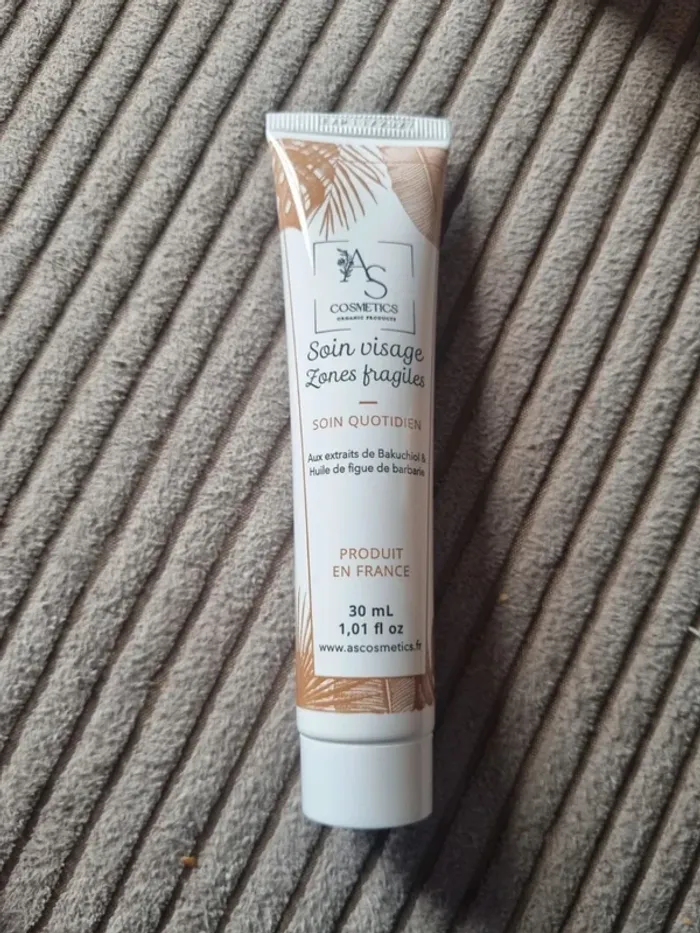 AS
COSMETICS
ORGANIC PRODUCTS
Soin visage
Zones fragiles
SOIN QUOTIDIEN
Aux extraits de Bakuchiol &
Huile de figue de barbarie
PRODUIT
EN FRANCE
30 mL
1,01 fl oz
www.ascosmetics.fr